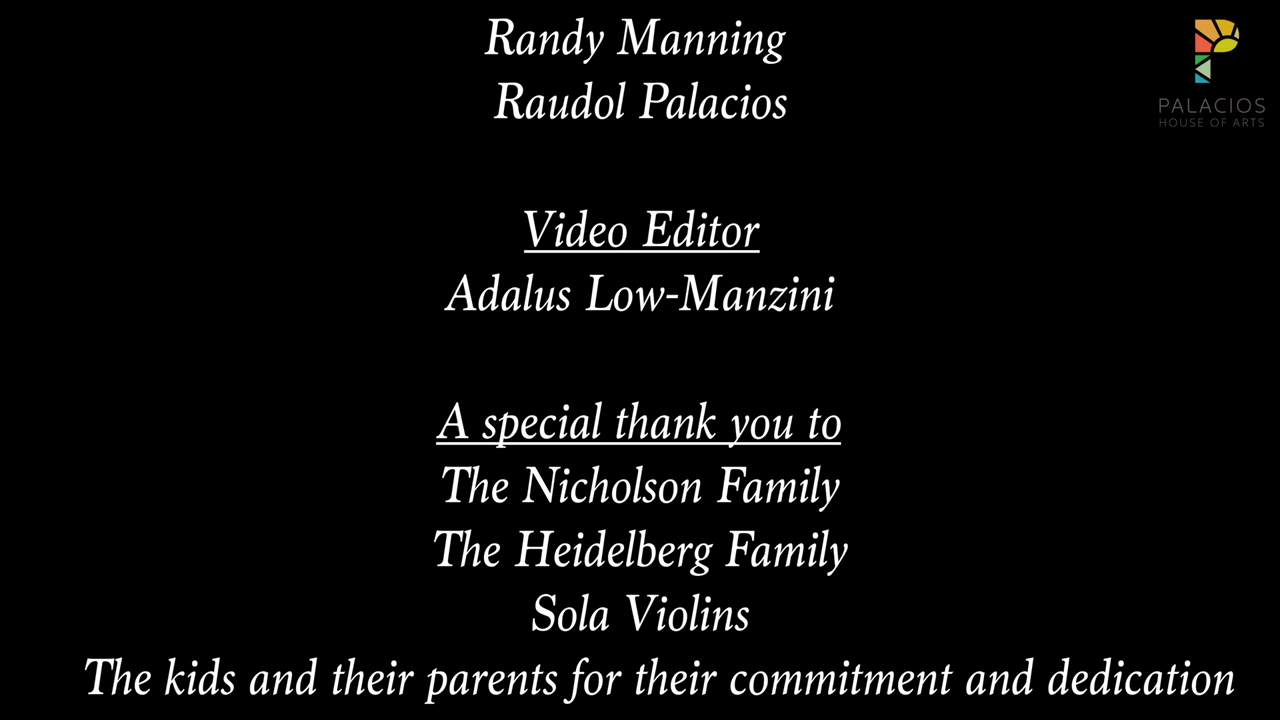 Randy Manning
Raudol Palacios
PALACIOS
HOUSE OF ARTS
Video Editor
Adalus Low-Manzini
A special thank you to
The Nicholson Family
The Heidelberg Family
Sola Violins
The kids and their parents for their commitment and dedication